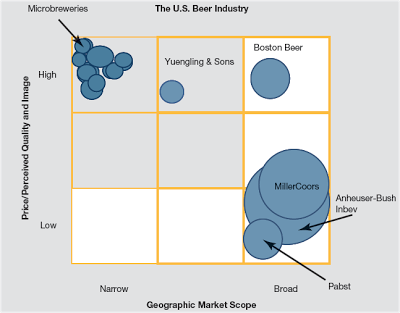 Microbreweries
The U.S. Beer Industry
Boston Beer
Yuengling & Sons
High
Price/Perceived Quality and Image
MillerCoors
Anheuser-Bush
Inbev
Low
Pabst
Narrow
Broad
Geographic Market Scope